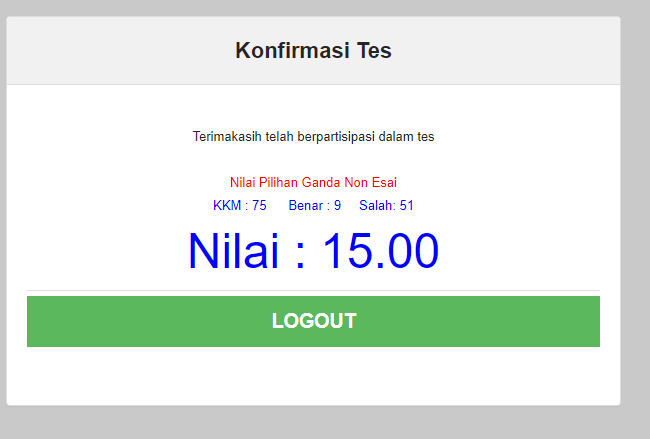 Konfirmasi Tes
Terimakasih telah berpartisipasi dalam tes
Nilai Pilihan Ganda Non Esai
KKM : 75 Benar : 9 Salah: 51
Nilai : 15.00
LOGOUT